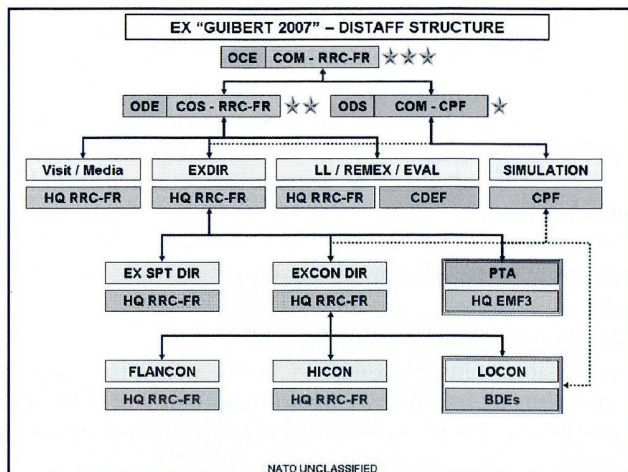 EX “GUIBERT 2007” – DISTAFF STRUCTURE
OCE COM - RRC-FR
ODE COS - RRC-FR ODS COM - CPF
Visit / Media EXDIR LL / REMEX / EVAL SIMULATION
HQ RRC-FR HQ RRC-FR HQ RRC-FR CDEF CPF
EX SPT DIR EXCON DIR PTA
HQ RRC-FR HQ RRC-FR HQ EMF3
FLANCON HICON LOCON
HQ RRC-FR HQ RRC-FR BDEs
NATO UNCLASSIFIED